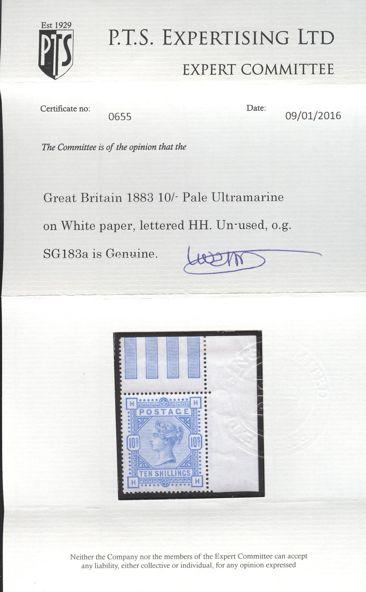 Est 1929
PTS
P.T.S. EXPERTISING LTD
EXPERT COMMITTEE
Certificate no: 0655 Date: 09/01/2016
The Committee is of the opinion that the
Great Britain 1883 10/- Pale Ultramarine
on White paper, lettered HH. Un-used, o.g.
SG183a is Genuine.
H POSTAGE H
10/S 10/S
TEN SHILLINGS
H H
Neither the Company nor the members of the Expert Committee can accept
any liability, either collective or individual, for any opinion expressed